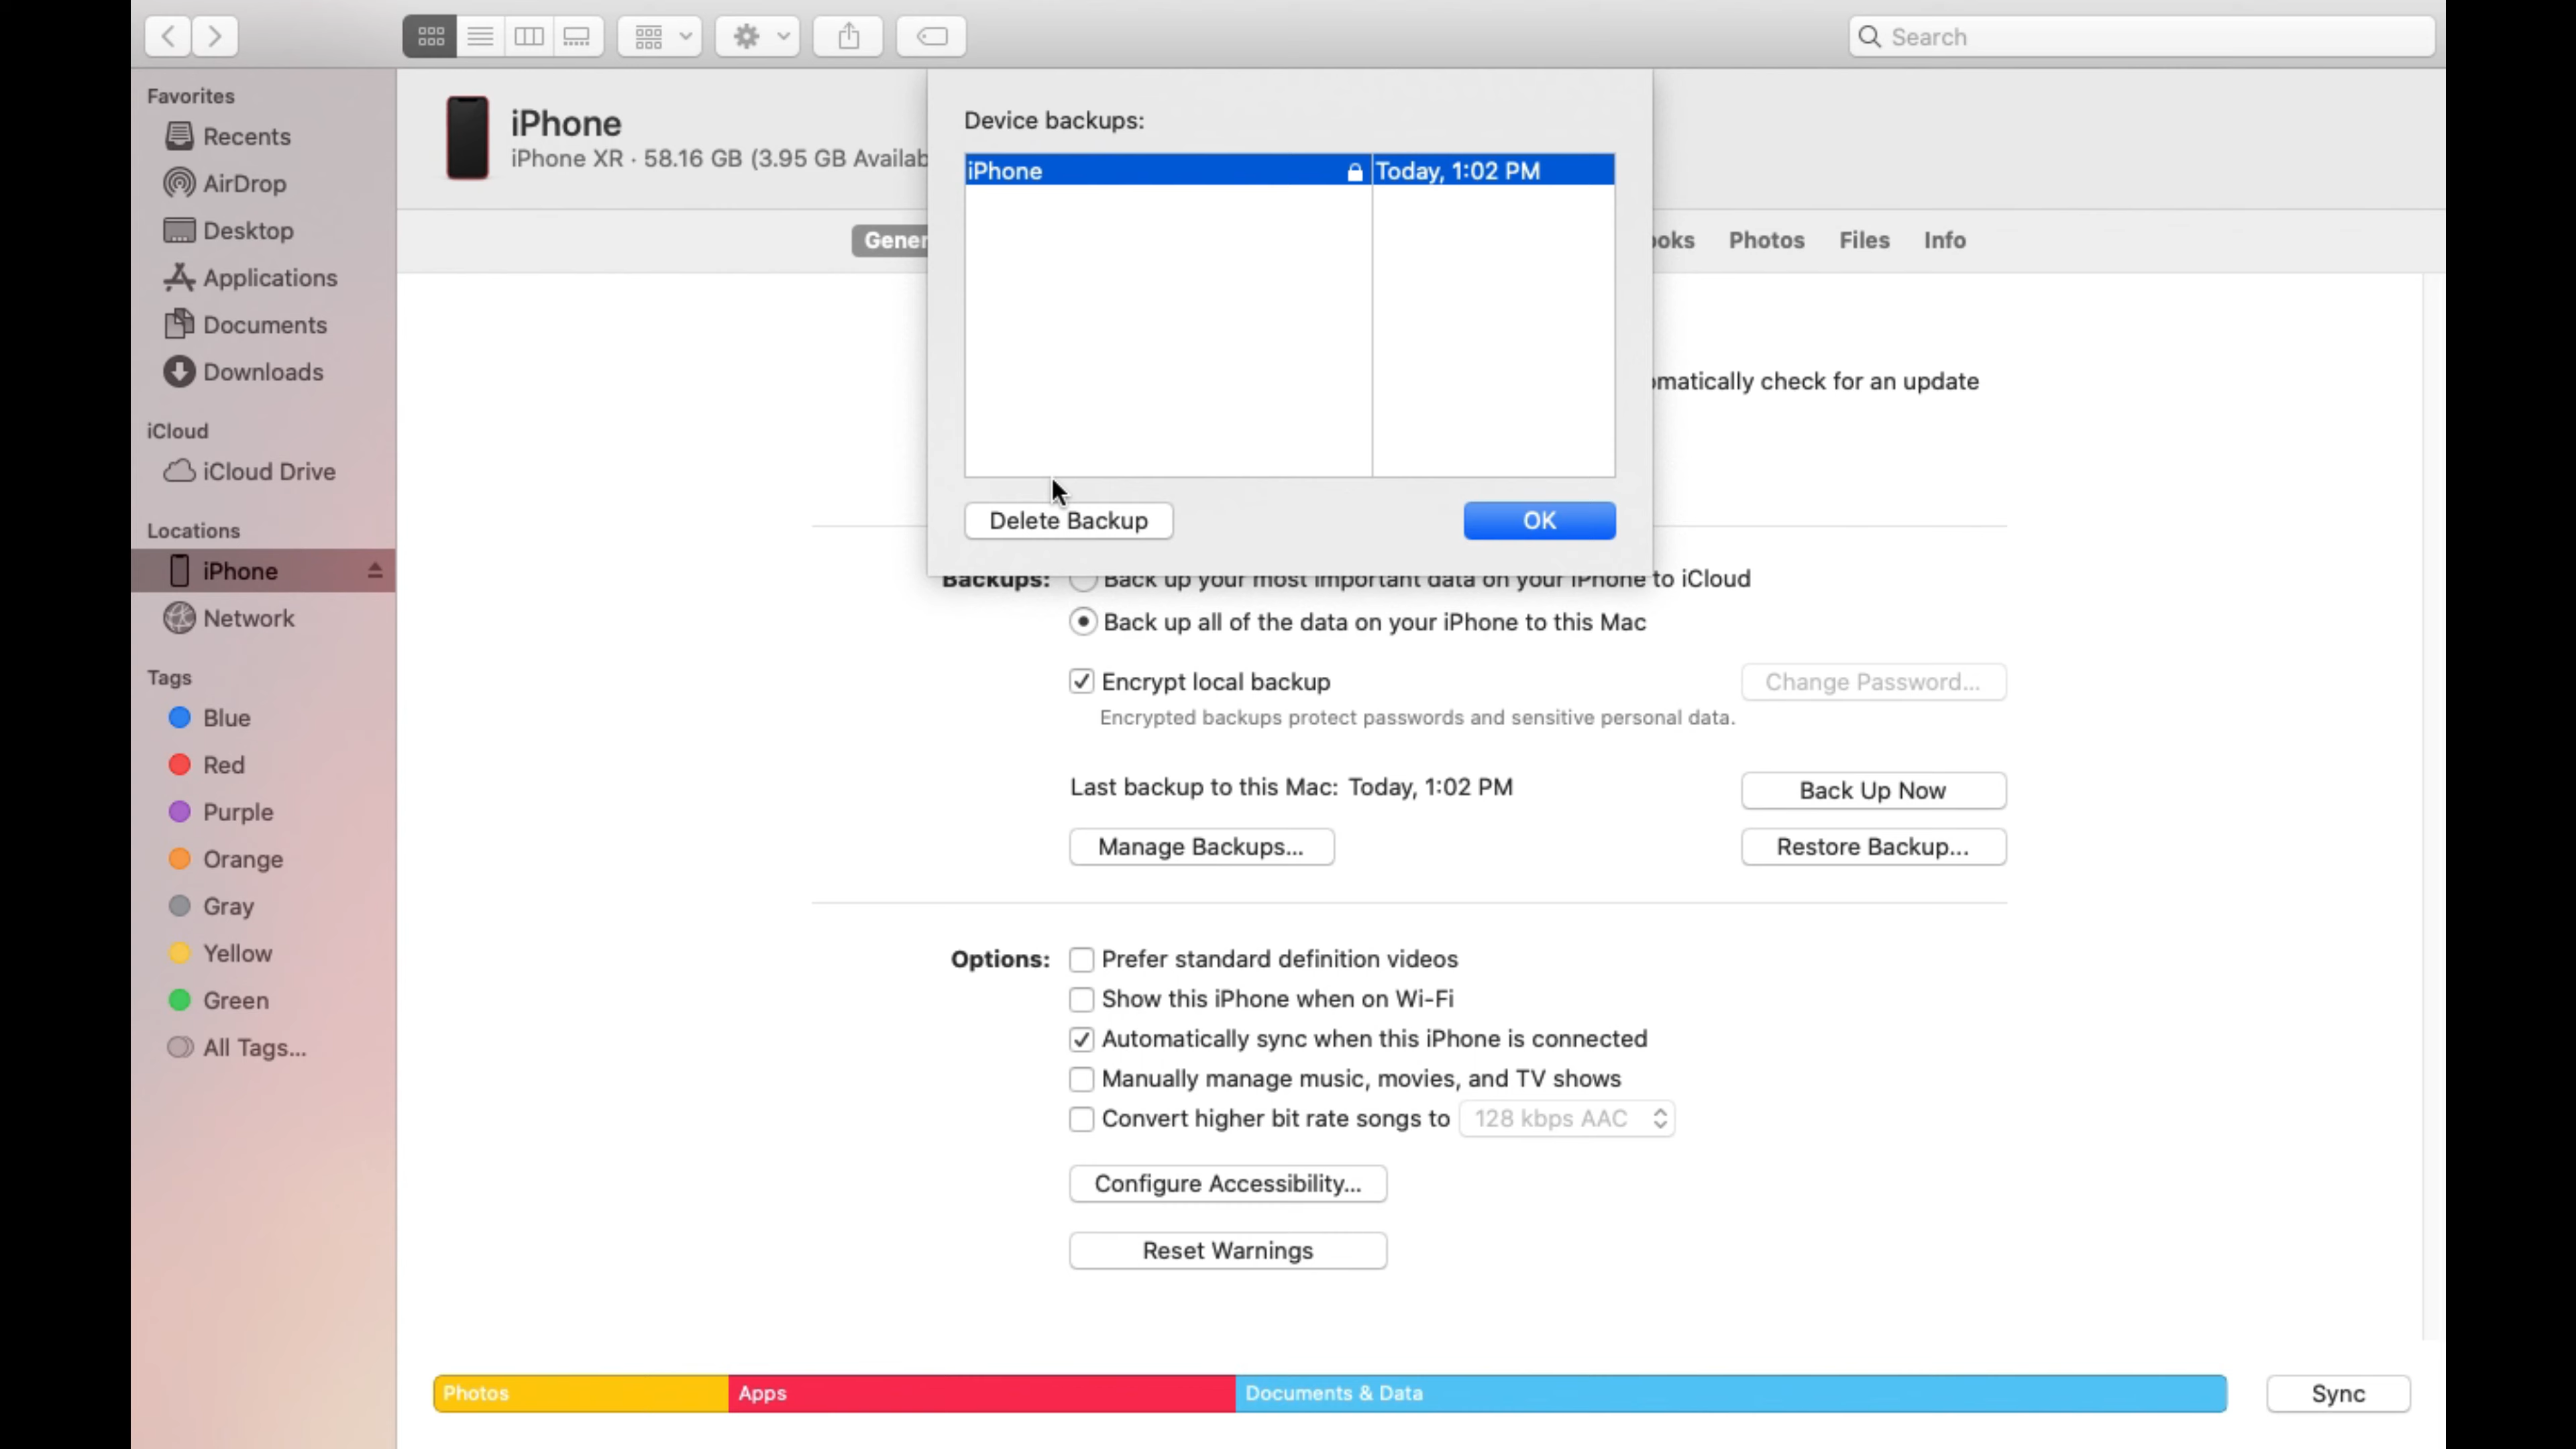 Search
Favorites
Recents
AirDrop
Desktop
Applications
Documents
Downloads
iCloud
iCloud Drive
Locations
iPhone
Network
Tags
Blue
Red
Purple
Orange
Gray
Yellow
Green
All Tags...
iPhone
iPhone XR · 58.16 GB (3.95 GB Availab
Gener
ooks Photos Files Info
Device backups:
iPhone Today, 1:02 PM
Delete Backup OK
omatically check for an update
Backups: Back up your most important data on your iPhone to iCloud
Back up all of the data on your iPhone to this Mac
Encrypt local backup Change Password...
Encrypted backups protect passwords and sensitive personal data.
Last backup to this Mac: Today, 1:02 PM Back Up Now
Manage Backups... Restore Backup...
Options: Prefer standard definition videos
Show this iPhone when on Wi-Fi
Automatically sync when this iPhone is connected
Manually manage music, movies, and TV shows
Convert higher bit rate songs to 128 kbps AAC
Configure Accessibility...
Reset Warnings
Photos Apps Documents & Data Sync